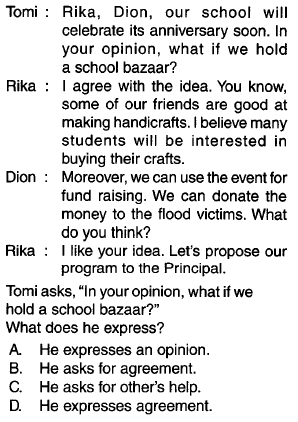 Tomi : Rika, Dion, our school will
celebrate its anniversary soon. In
your opinion, what if we hold
a school bazaar?
Rika : I agree with the idea. You know,
some of our friends are good at
making handicrafts. I believe many
students will be interested in
buying their crafts.
Dion : Moreover, we can use the event for
fund raising. We can donate the
money to the flood victims. What
do you think?
Rika : I like your idea. Let's propose our
program to the Principal.
Tomi asks, "In your opinion, what if we
hold a school bazaar?"
What does he express?
A. He expresses an opinion.
B. He asks for agreement.
C. He asks for other's help.
D. He expresses agreement.